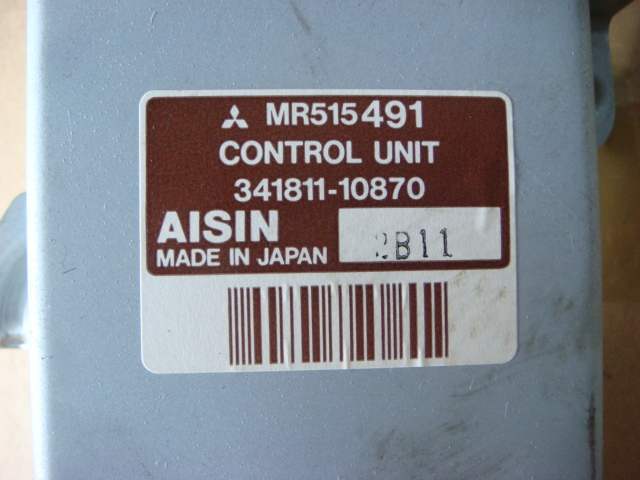 MR515491
CONTROL UNIT
341811-10870
AISIN
MADE IN JAPAN
2B11